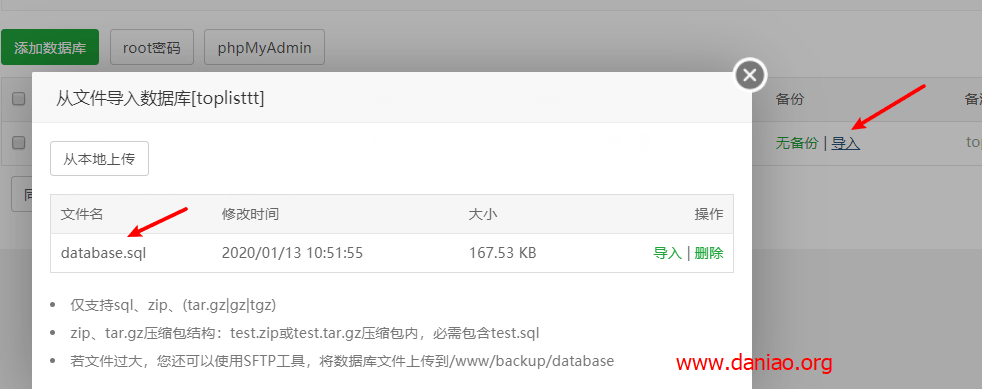 添加数据库 root密码 phpMyAdmin
从文件导入数据库[toplisttt]
备份
无备份 | 导入
top
从本地上传
文件名 修改时间 大小 操作
database.sql 2020/01/13 10:51:55 167.53 KB 导入 | 删除
• 仅支持sql、zip、(tar.gz|gz|tgz)
• zip、tar.gz压缩包结构：test.zip或test.tar.gz压缩包内，必需包含test.sql
• 若文件过大，您还可以使用SFTP工具，将数据库文件上传到/www/backup/database
www.daniao.org